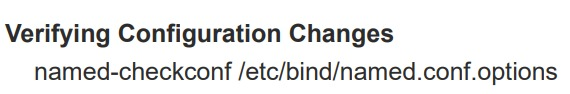 Verifying Configuration Changes
named-checkconf /etc/bind/named.conf.options